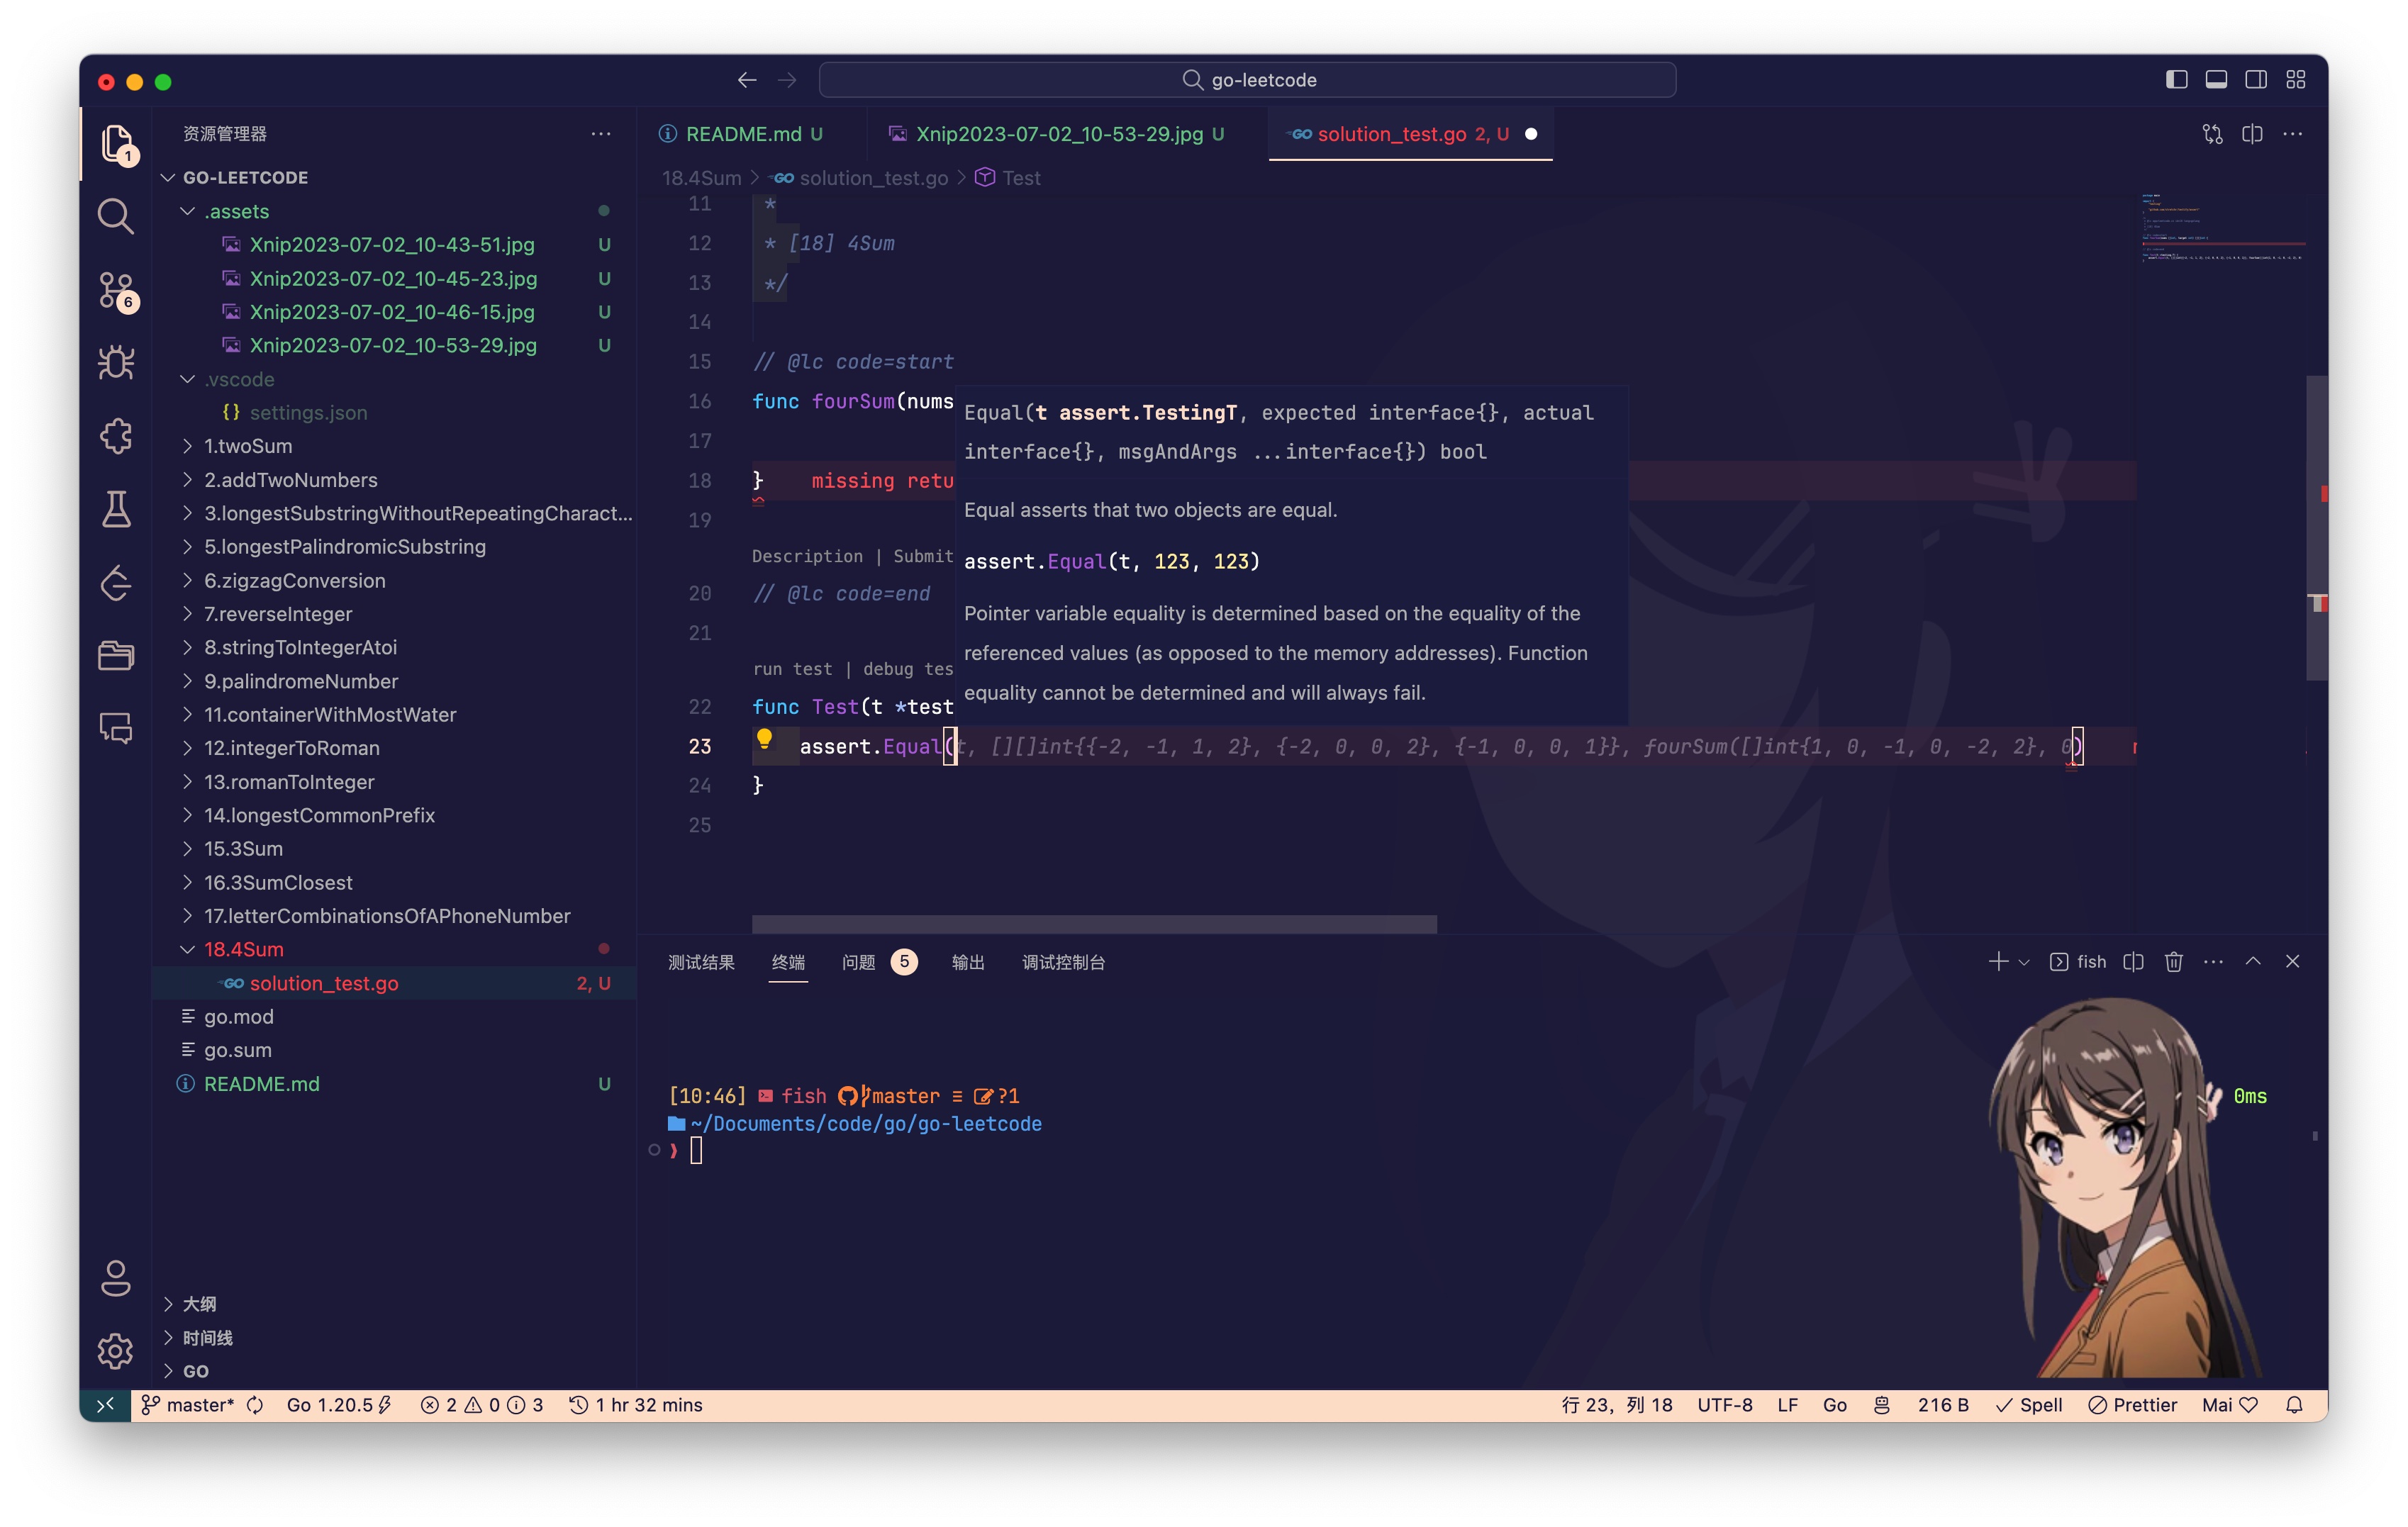 go-leetcode
资源管理器
README.md U
Xnip2023-07-02_10-53-29.jpg U
solution_test.go 2, U
GO-LEETCODE
.assets
Xnip2023-07-02_10-43-51.jpg U
Xnip2023-07-02_10-45-23.jpg U
Xnip2023-07-02_10-46-15.jpg U
Xnip2023-07-02_10-53-29.jpg U
.vscode
{} settings.json
1.twoSum
2.addTwoNumbers
3.longestSubstringWithoutRepeatingCharact...
5.longestPalindromicSubstring
6.zigzagConversion
7.reverseInteger
8.stringToIntegerAtoi
9.palindromeNumber
11.containerWithMostWater
12.integerToRoman
13.romanToInteger
14.longestCommonPrefix
15.3Sum
16.3SumClosest
17.letterCombinationsOfAPhoneNumber
18.4Sum
GO solution_test.go 2, U
go.mod
go.sum
README.md U
大纲
时间线
GO
1
6
18.4Sum > GO solution_test.go > Test
11 *
12 * [18] 4Sum
13 */
14
15 // @lc code=start
16 func fourSum(nums
17
18 } missing retu
19
Description | Submit
20 // @lc code=end
21
run test | debug tes
22 func Test(t *test
23 assert.Equal(t, [][]int{{-2, -1, 1, 2}, {-2, 0, 0, 2}, {-1, 0, 0, 1}}, fourSum([]int{1, 0, -1, 0, -2, 2}, 0)
24 }
25
Equal(t assert.TestingT, expected interface{}, actual
interface{}, msgAndArgs ...interface{}) bool
Equal asserts that two objects are equal.
assert.Equal(t, 123, 123)
Pointer variable equality is determined based on the equality of the
referenced values (as opposed to the memory addresses). Function
equality cannot be determined and will always fail.
测试结果 终端 问题 5 输出 调试控制台
fish
[10:46] fish master ≡ ?1
0ms
~/Documents/code/go/go-leetcode
❯
master* Go 1.20.5 2 0 3 1 hr 32 mins
行 23, 列 18 UTF-8 LF Go 216 B Spell Prettier Mai